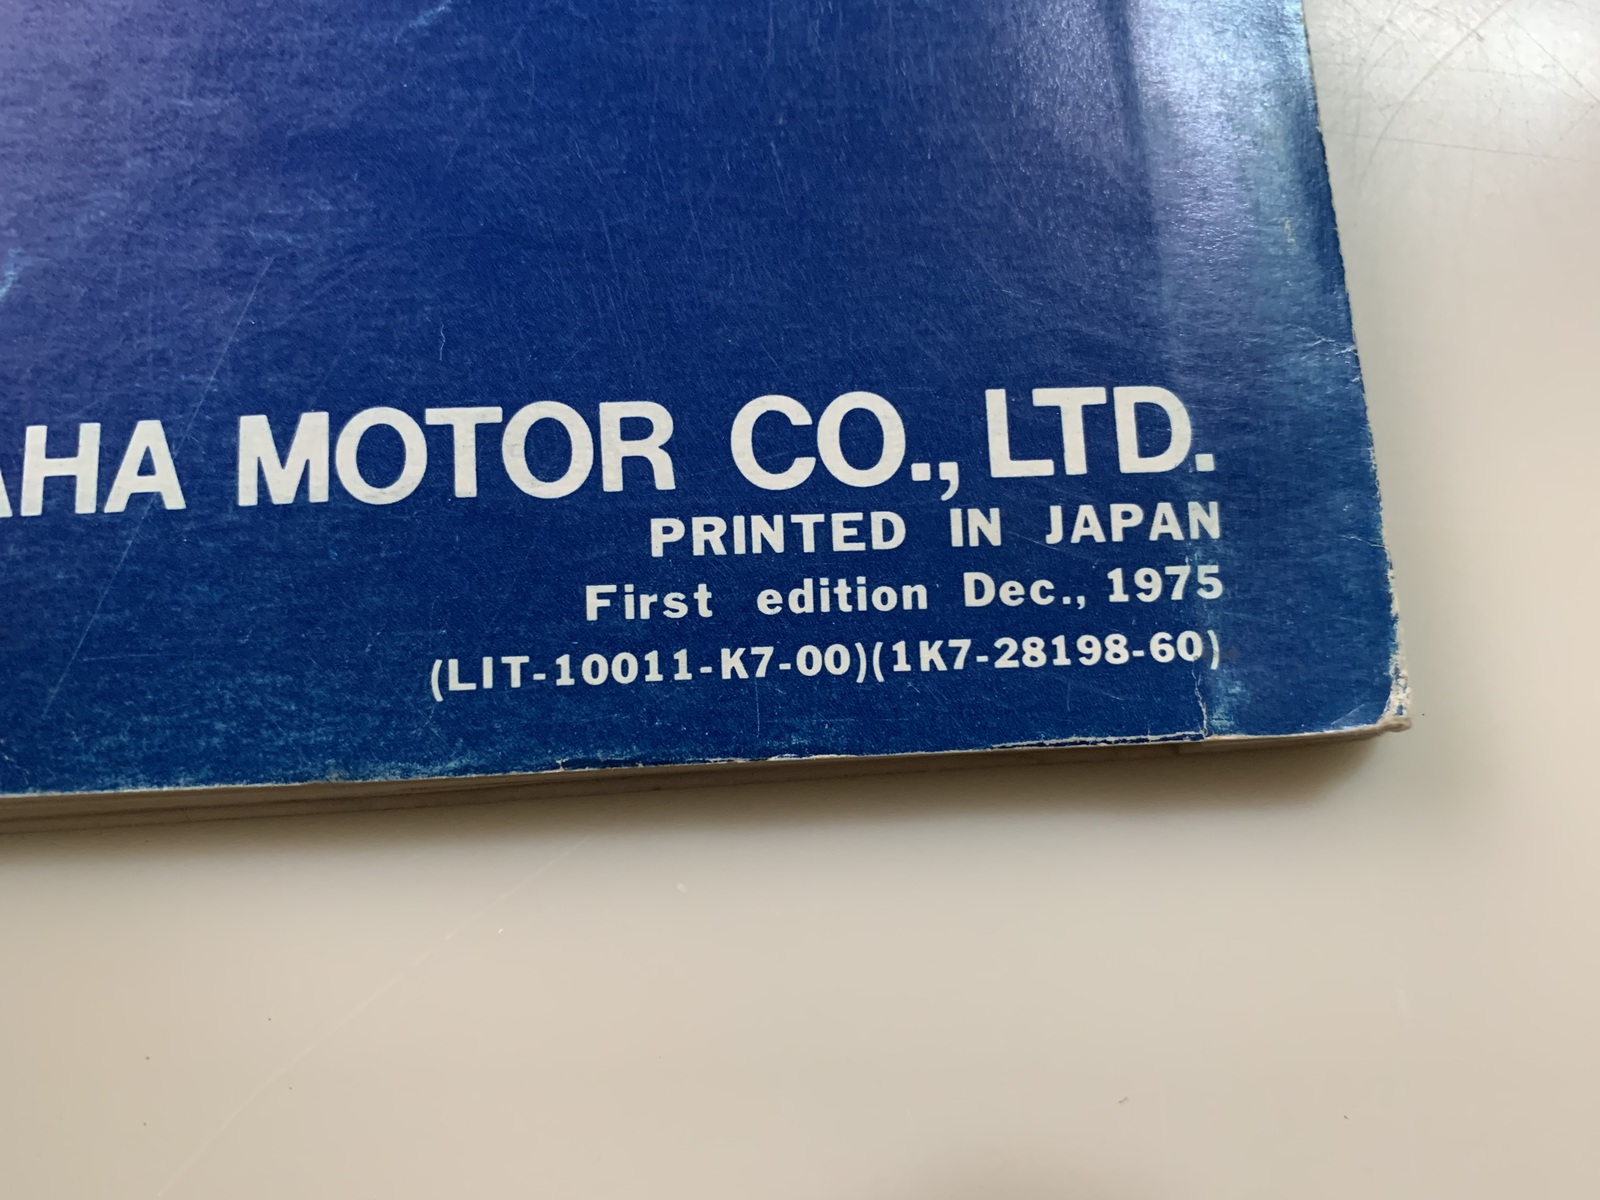 AHA MOTOR CO., LTD.
PRINTED IN JAPAN
First edition Dec., 1975
(LIT-10011-K7-00)(1K7-28198-60)